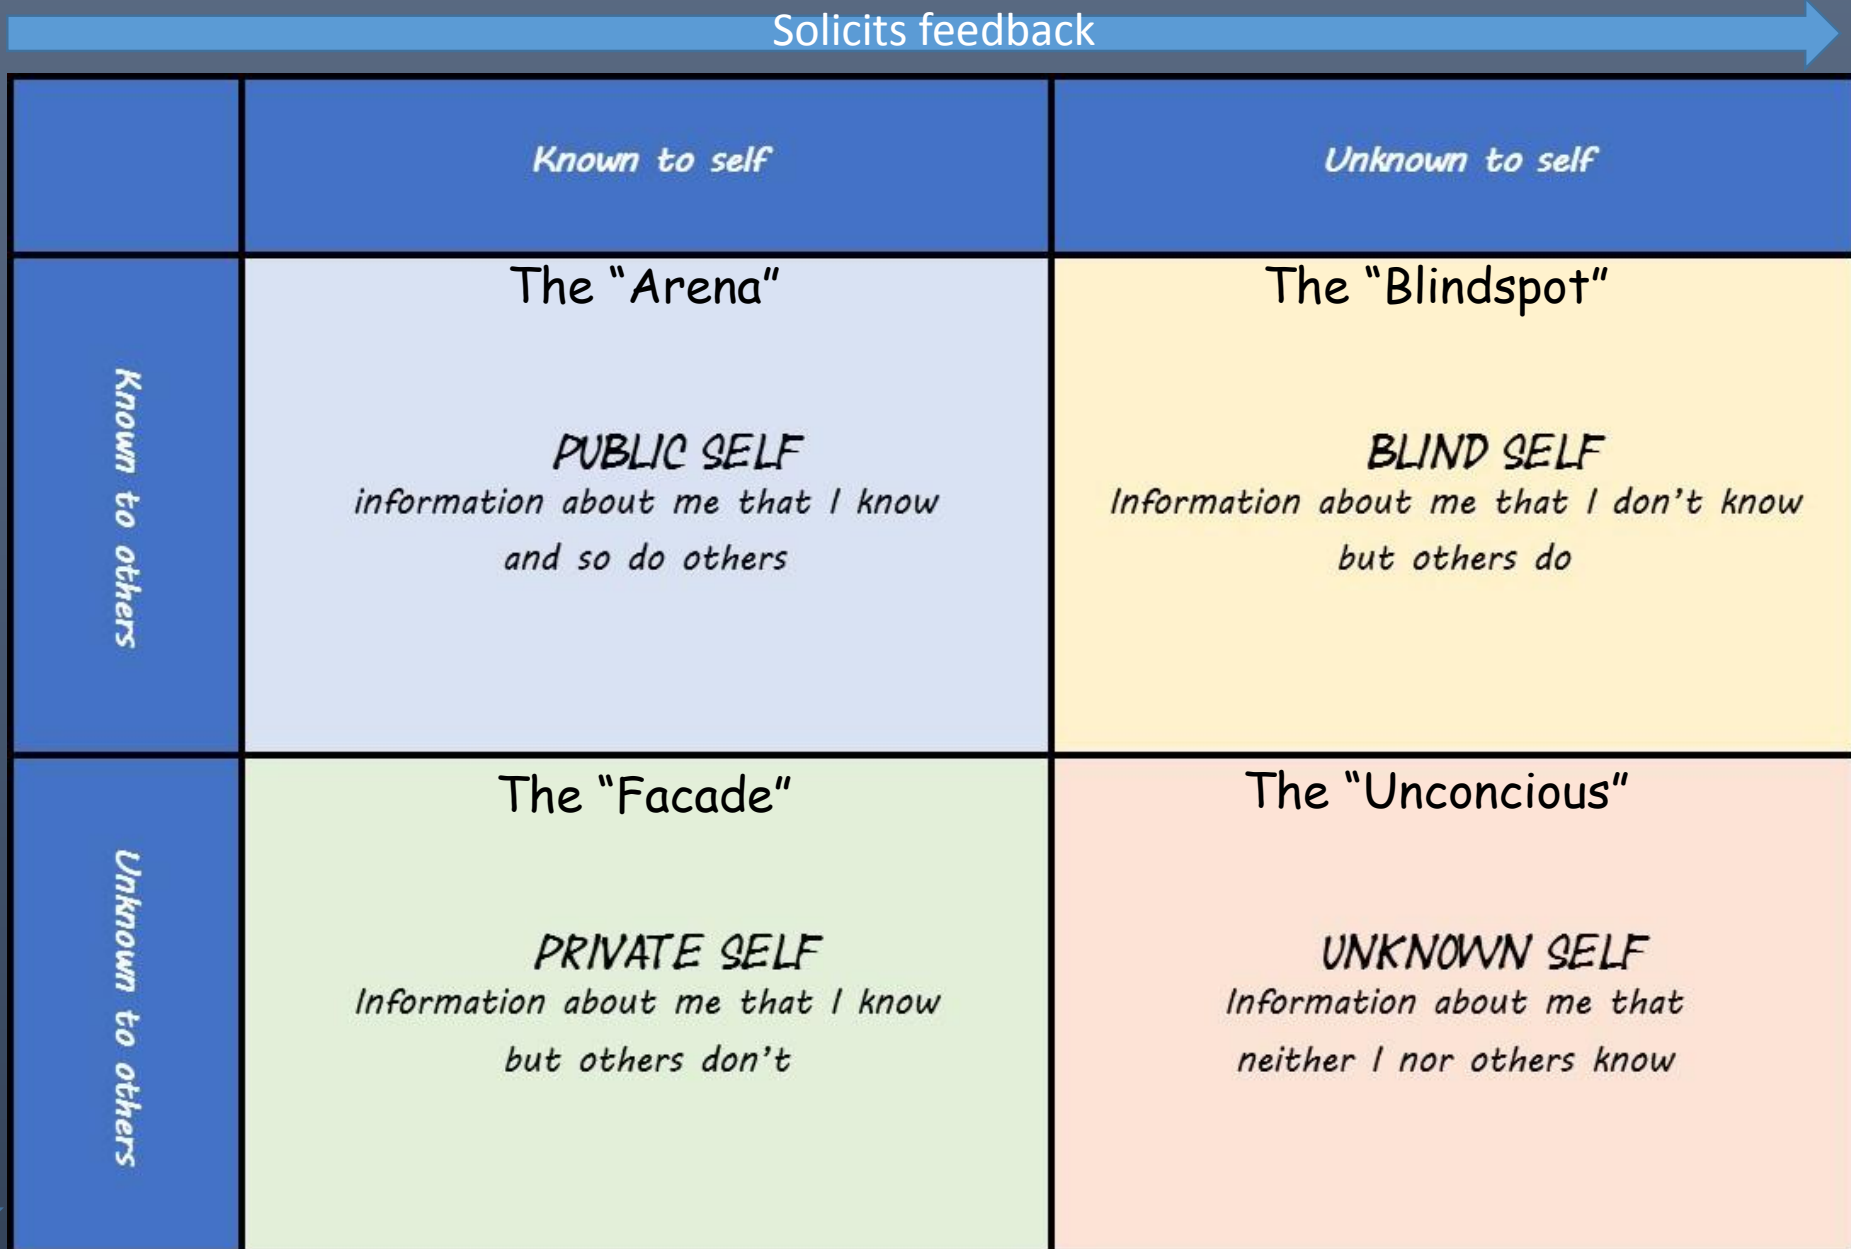 Solicits feedback
Known to self
Unknown to self
Known to others
The “Arena”
PUBLIC SELF
information about me that I know
and so do others
The “Blindspot”
BLIND SELF
Information about me that I don't know
but others do
Unknown to others
The “Facade”
PRIVATE SELF
Information about me that I know
but others don't
The “Unconcious”
UNKNOWN SELF
Information about me that
neither I nor others know